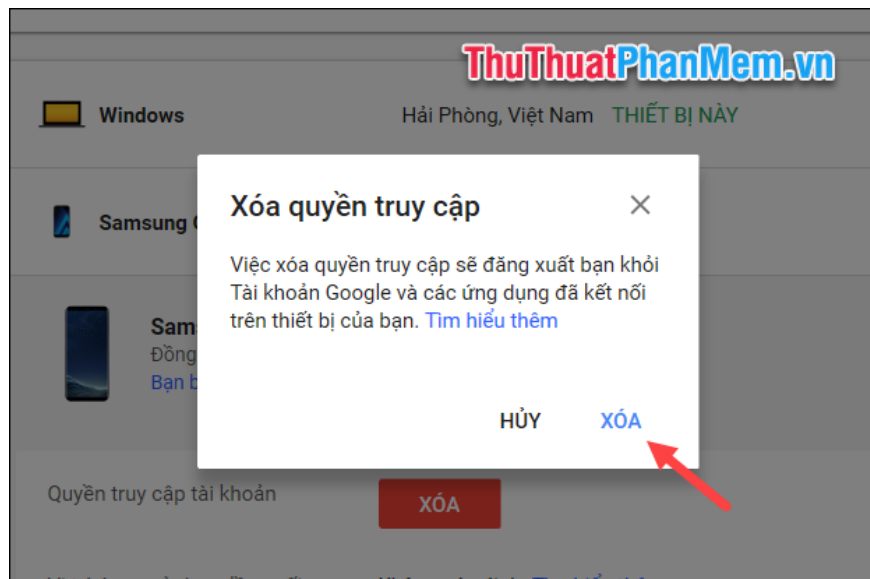 ThuThuatPhanMem.vn
Windows
Hải Phòng, Việt Nam THIẾT BỊ NÀY
Samsung
Xóa quyền truy cập
Việc xóa quyền truy cập sẽ đăng xuất bạn khỏi
Tài khoản Google và các ứng dụng đã kết nối
trên thiết bị của bạn. Tìm hiểu thêm
Sam
Đồng
Bạn b
HỦY XÓA
Quyền truy cập tài khoản
XÓA